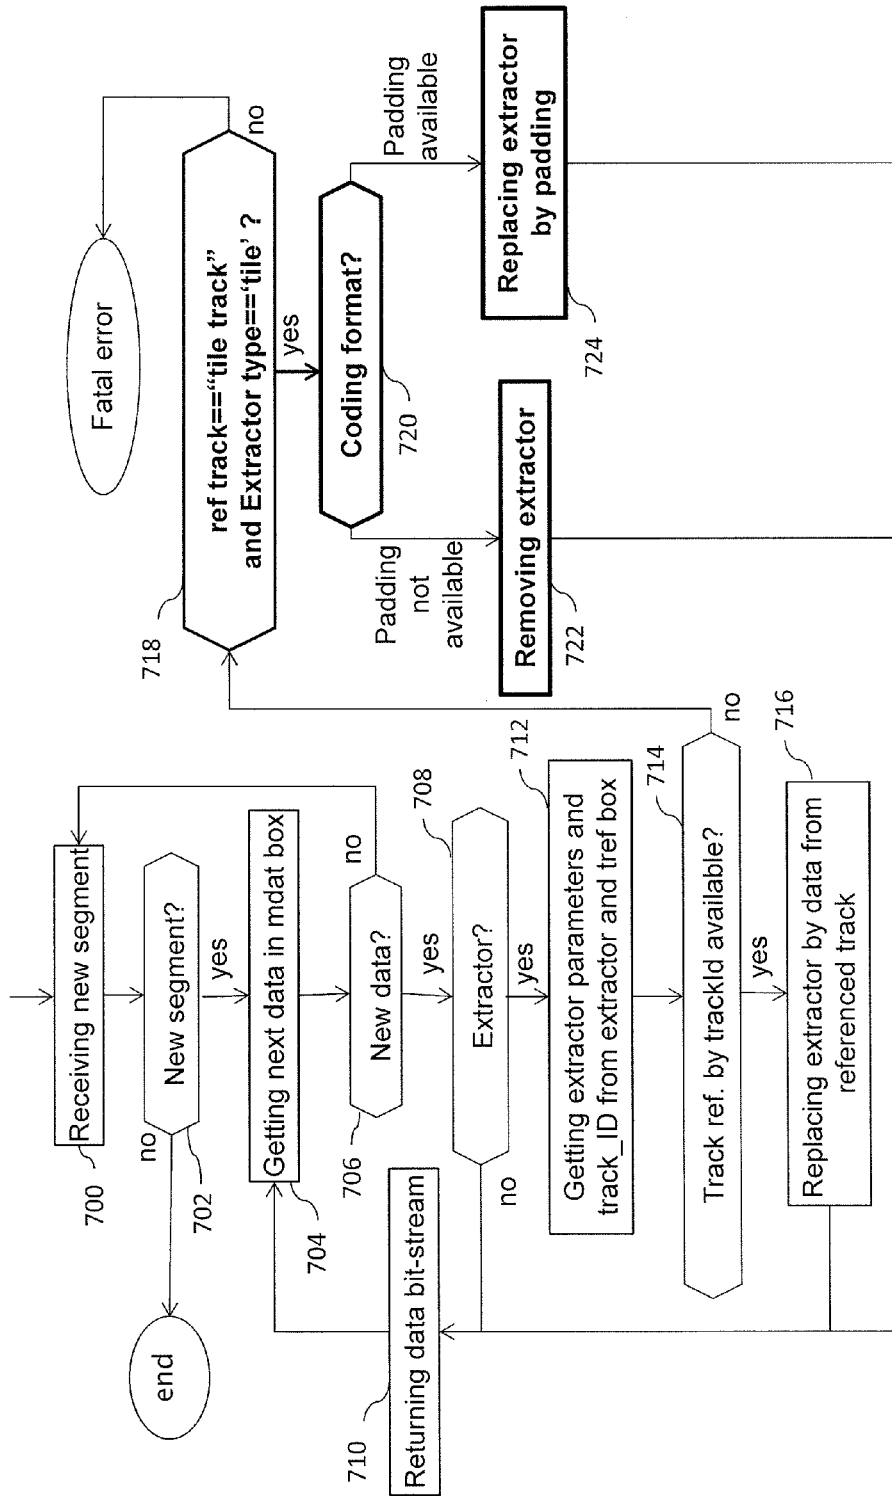 Receiving new segment
700
New segment?
no
yes
702
end
Getting next data in mdat box
704
New data?
no
yes
706
Extractor?
708
no
yes
Returning data bit-stream
710
Getting extractor parameters and
track_ID from extractor and tref box
712
Track ref. by trackId available?
714
no
yes
Replacing extractor by data from
referenced track
716
Fatal error
no
ref track==“tile track”
and Extractor type==‘tile’ ?
718
yes
Coding format?
720
Padding
not
available
Padding
available
Removing extractor
722
Replacing extractor
by padding
724